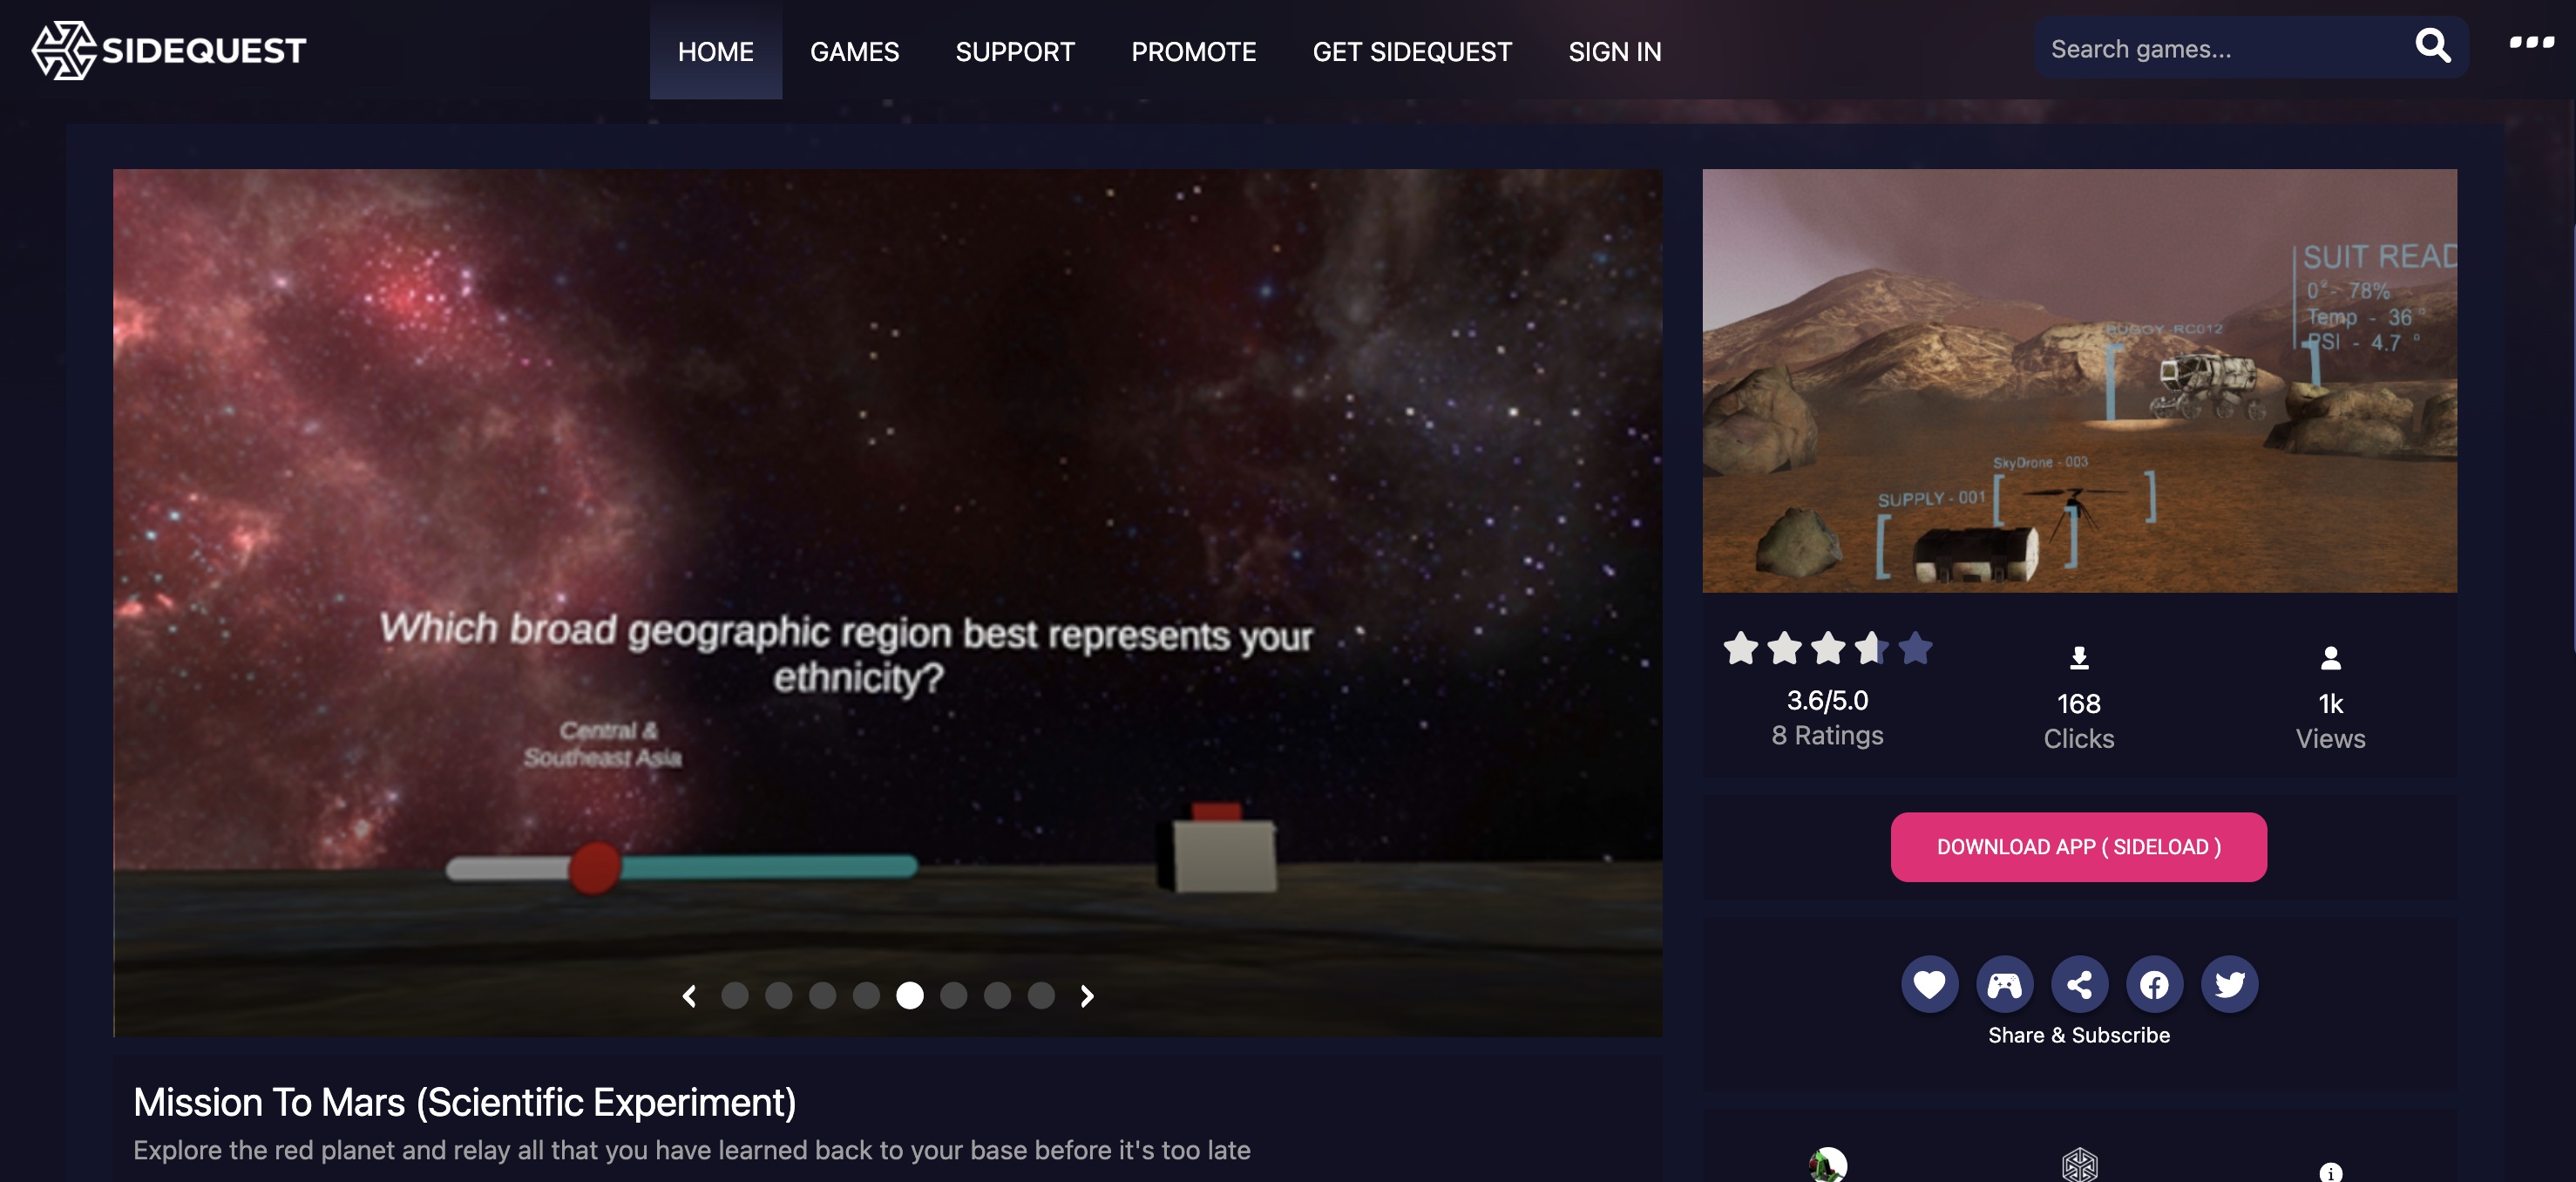 SIDEQUEST
HOME
GAMES
SUPPORT
PROMOTE
GET SIDEQUEST
SIGN IN
Search games...
Which broad geographic region best represents your
ethnicity?
Central &
Southeast Asia
SUIT READ
0² - 78%
Temp - 36 °
PSI - 4.7 °
BUGGY-RC012
SkyDrone - 003
SUPPLY - 001
3.6/5.0
8 Ratings
168
Clicks
1k
Views
DOWNLOAD APP ( SIDELOAD )
Share & Subscribe
Mission To Mars (Scientific Experiment)
Explore the red planet and relay all that you have learned back to your base before it's too late